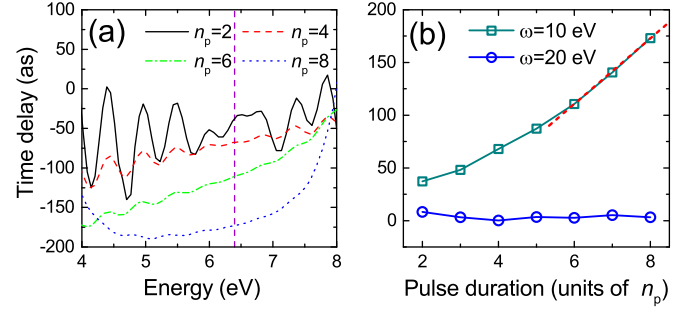 (a)
n_p=2
n_p=4
n_p=6
n_p=8
100
50
0
-50
-100
-150
-200
Time delay (as)
4
5
6
7
8
Energy (eV)
(b)
ω=10 eV
ω=20 eV
200
150
100
50
0
2
4
6
8
Pulse duration (units of n_p)